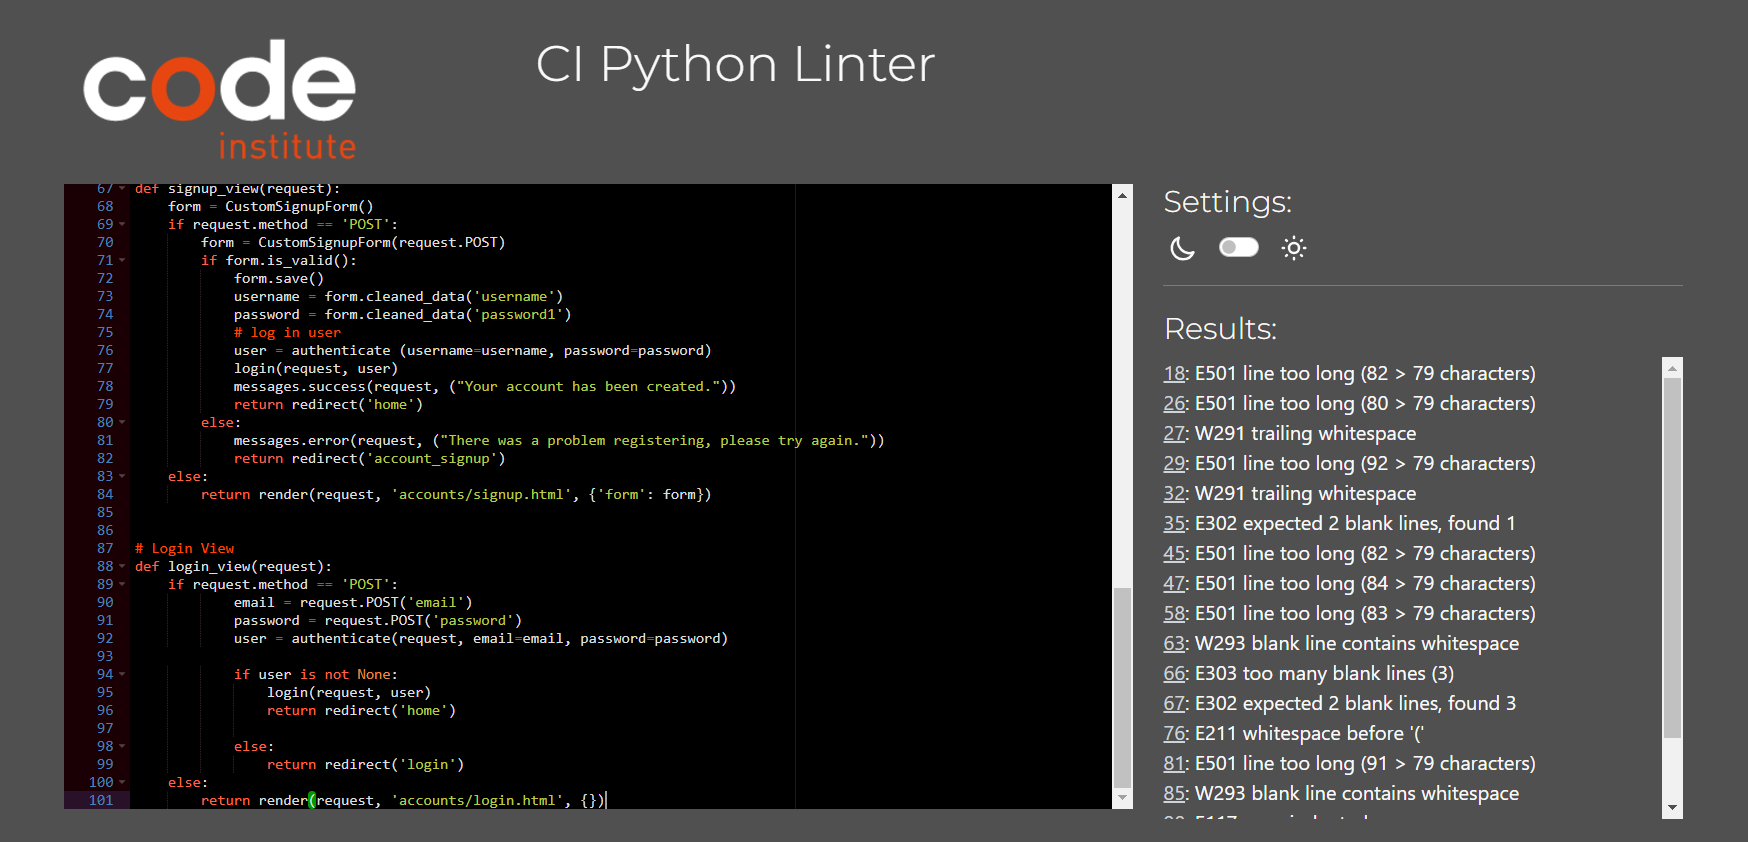 code
institute
CI Python Linter
67 def signup_view(request):
68 form = CustomSignupForm()
69 if request.method == 'POST':
70 form = CustomSignupForm(request.POST)
71 if form.is_valid():
72 form.save()
73 username = form.cleaned_data('username')
74 password = form.cleaned_data('password1')
75 # log in user
76 user = authenticate (username=username, password=password)
77 login(request, user)
78 messages.success(request, ("Your account has been created."))
79 return redirect('home')
80 else:
81 messages.error(request, ("There was a problem registering, please try again."))
82 return redirect('account_signup')
83 else:
84 return render(request, 'accounts/signup.html', {'form': form})
85
86
87 # Login View
88 def login_view(request):
89 if request.method == 'POST':
90 email = request.POST('email')
91 password = request.POST('password')
92 user = authenticate(request, email=email, password=password)
93
94 if user is not None:
95 login(request, user)
96 return redirect('home')
97
98 else:
99 return redirect('login')
100 else:
101 return render(request, 'accounts/login.html', {})
Settings:
Results:
18: E501 line too long (82 > 79 characters)
26: E501 line too long (80 > 79 characters)
27: W291 trailing whitespace
29: E501 line too long (92 > 79 characters)
32: W291 trailing whitespace
35: E302 expected 2 blank lines, found 1
45: E501 line too long (82 > 79 characters)
47: E501 line too long (84 > 79 characters)
58: E501 line too long (83 > 79 characters)
63: W293 blank line contains whitespace
66: E303 too many blank lines (3)
67: E302 expected 2 blank lines, found 3
76: E211 whitespace before '('
81: E501 line too long (91 > 79 characters)
85: W293 blank line contains whitespace